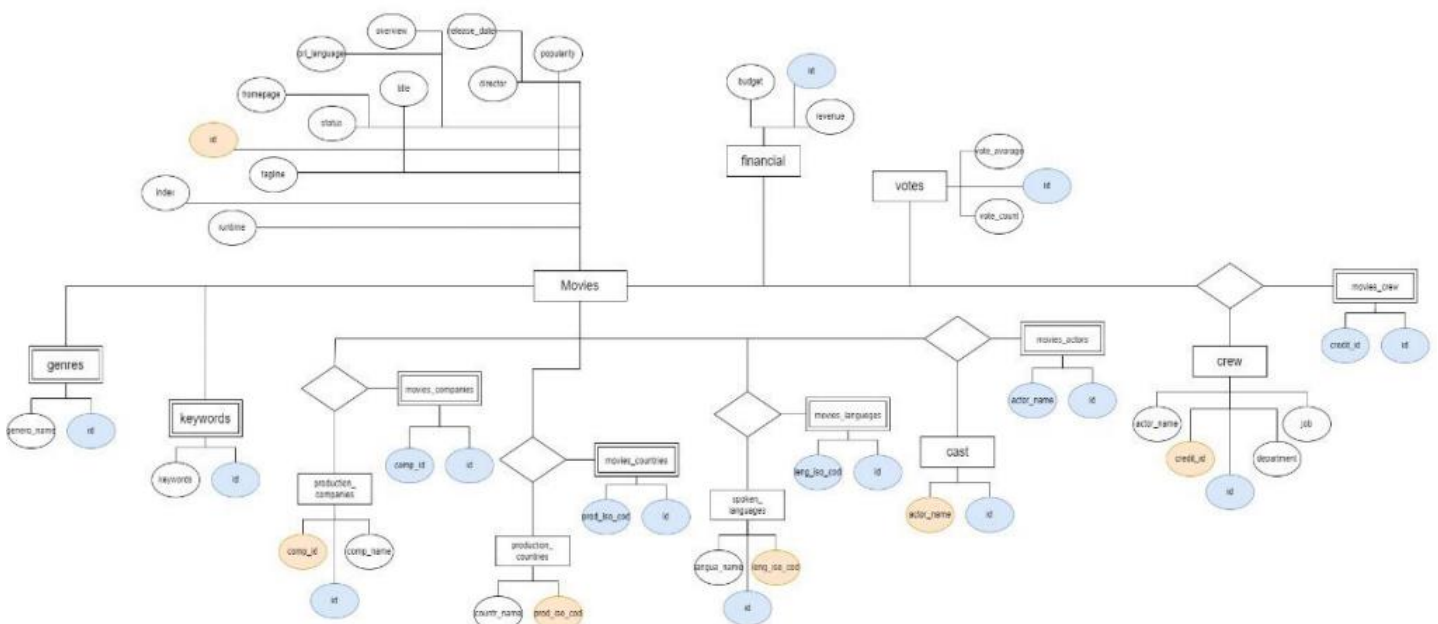 overview
release_date
ori_language
popularity
budget
id
homepage
title
director
status
revenue
id
financial
vote_avarage
tagline
votes
id
index
vote_count
runtime
Movies
movies_crew
genres
movies_actors
credit_id
id
crew
movies_companies
actor_name
id
genero_name
id
keywords
movies_languages
actor_name
job
cast
keywords
id
comp_id
id
movies_countries
leng_iso_cod
id
credit_id
department
production_
companies
spoken_
languages
id
prod_iso_cod
id
actor_name
id
comp_id
comp_name
production_
countries
langua_name
leng_iso_cod
id
countr_name
prod_iso_cod
id